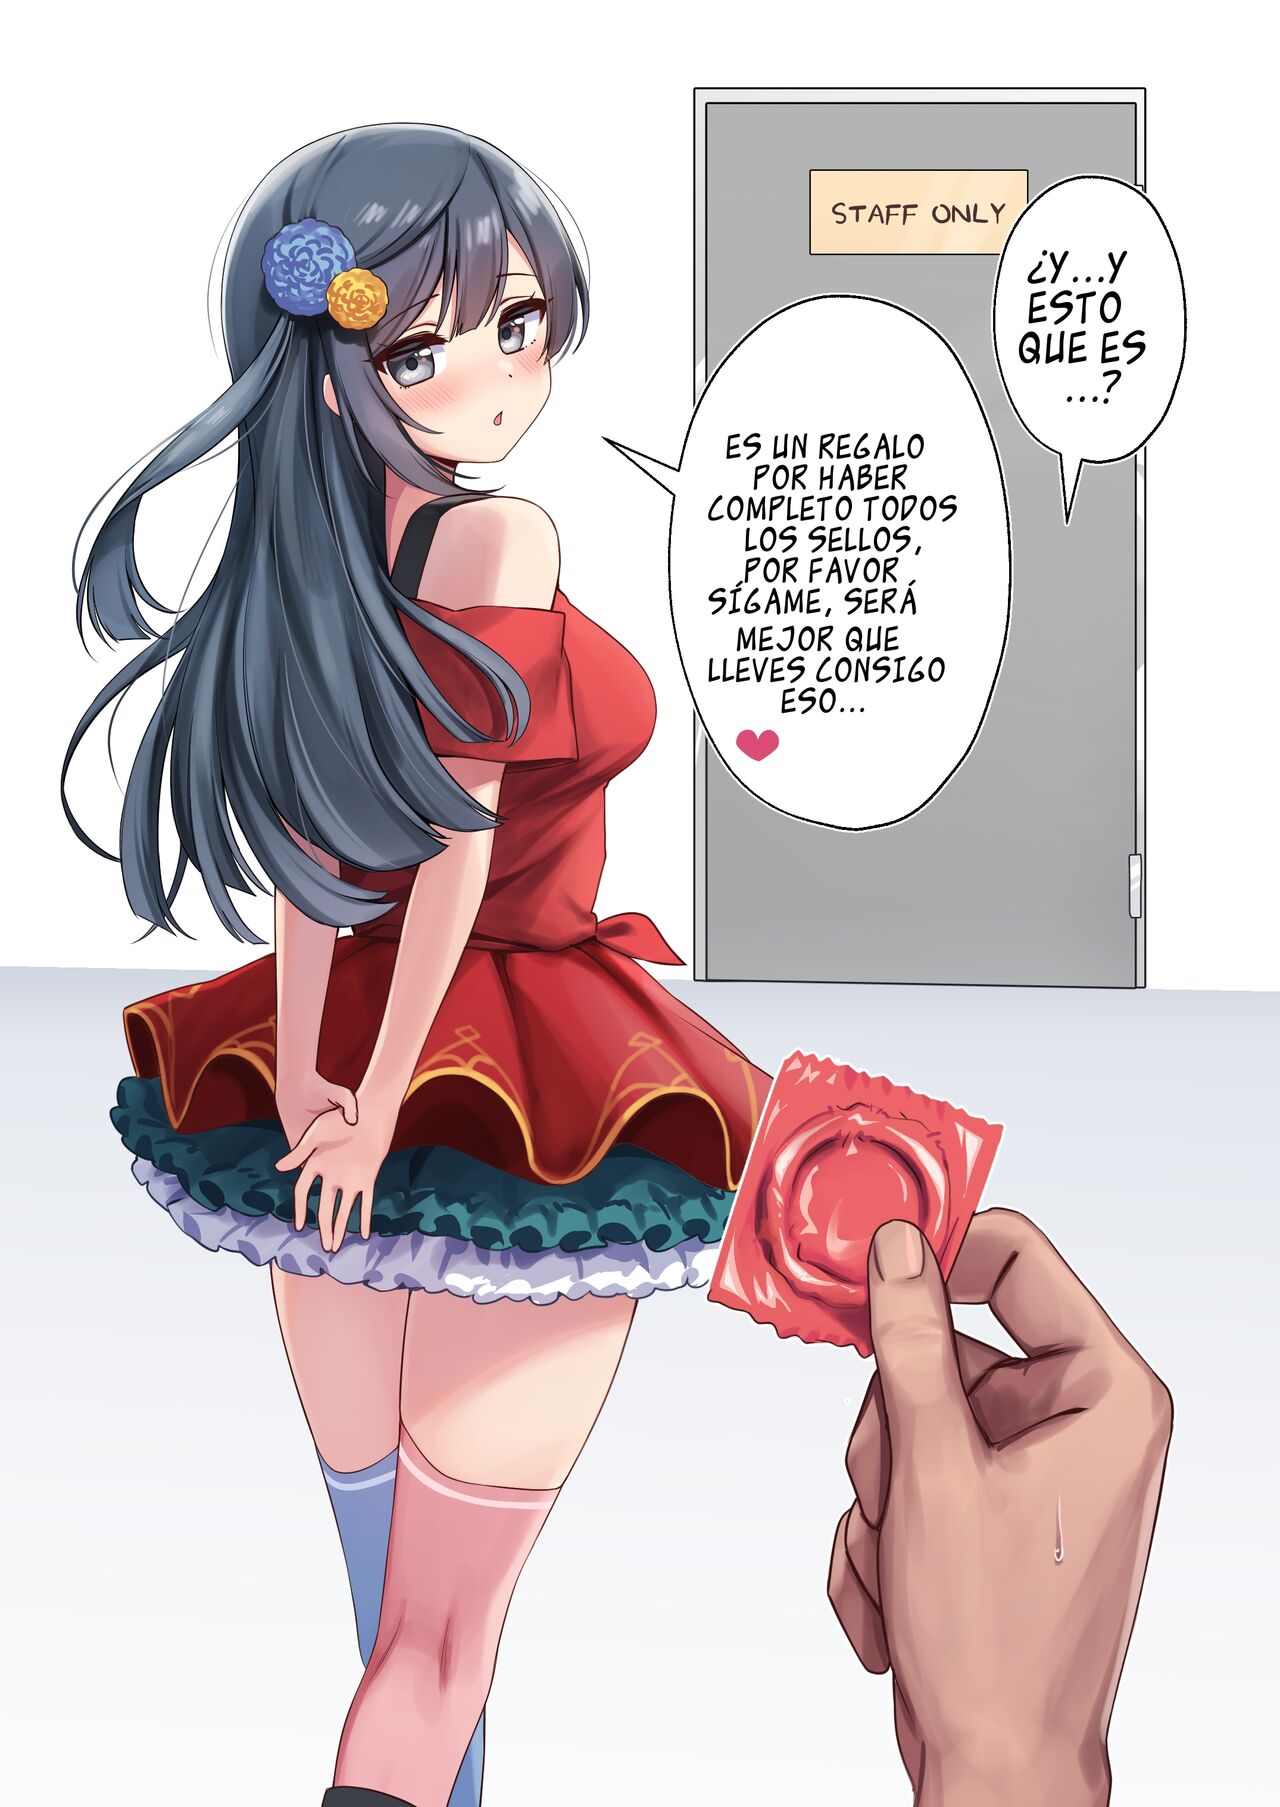 STAFF ONLY
¿Y...Y
ESTO
QUE ES
...?
ES UN REGALO
POR HABER
COMPLETO TODOS
LOS SELLOS,
POR FAVOR
SÍGAME, SERÁ
MEJOR QUE
LLEVES CONSIGO
ESO...